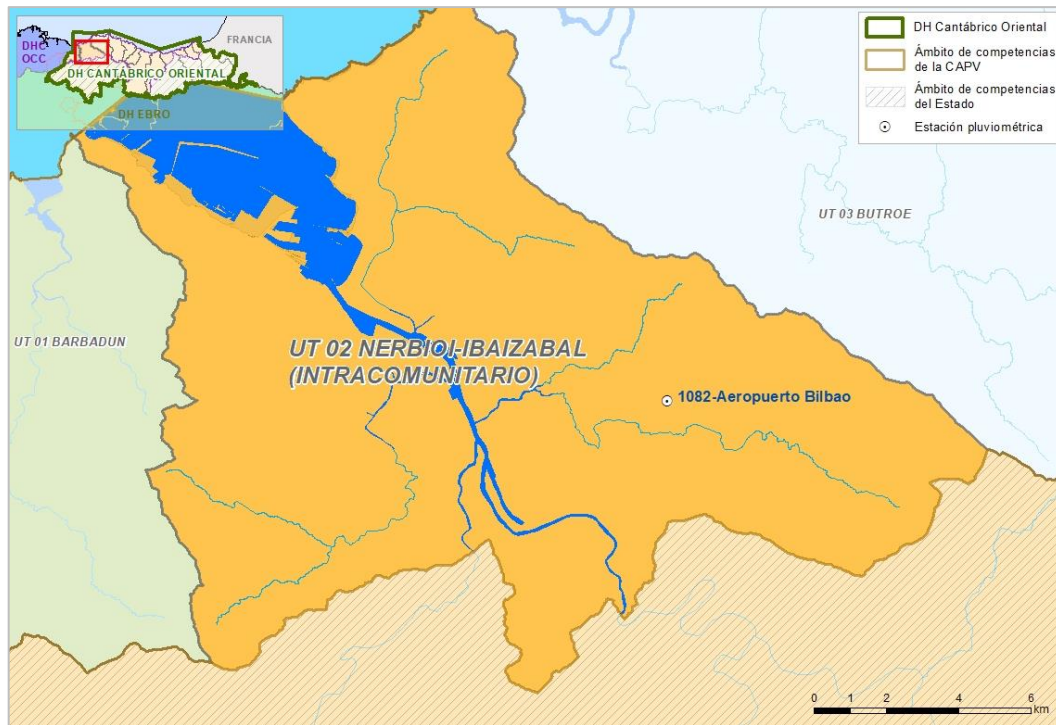 DHC
OCC
FRANCIA
DH CANTÁBRICO ORIENTAL
DH EBRO
DH Cantábrico Oriental
Ámbito de competencias
de la CAPV
Ámbito de competencias
del Estado
Estación pluviométrica
UT 03 BUTROE
UT 01 BARBADUN
UT 02 NERBIOI-IBAIZABAL
(INTRACOMUNITARIO)
1082-Aeropuerto Bilbao
0 1 2 4 6
km